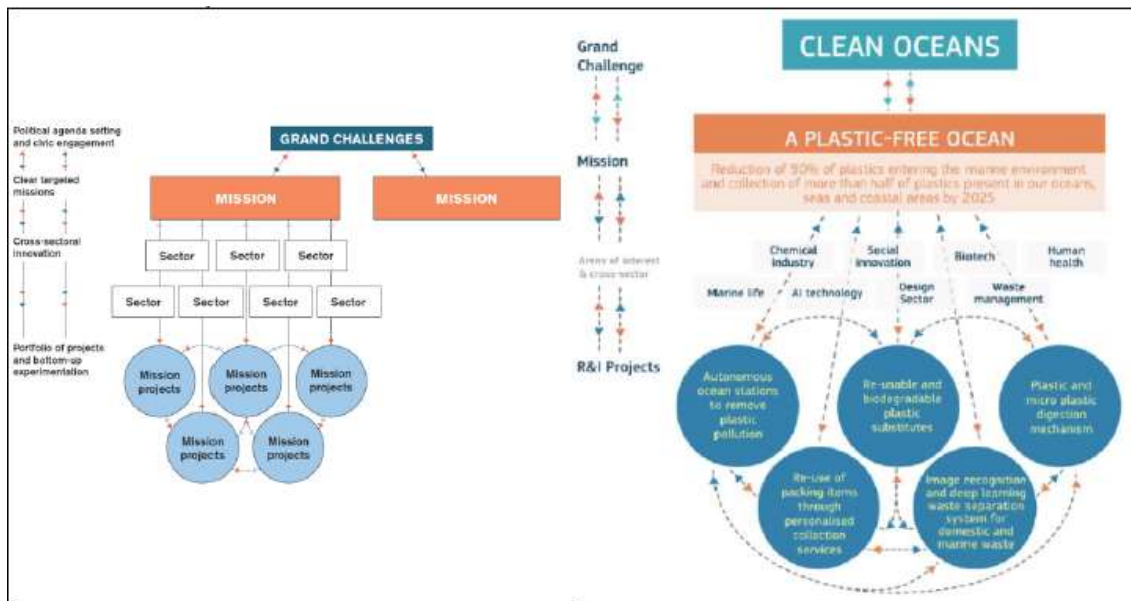 Political agenda setting
and civic engagement
Clear targeted
missions
Cross-sectoral
innovation
Portfolio of projects
and bottom-up
experimentation
GRAND CHALLENGES
MISSION
MISSION
Sector
Sector
Sector
Sector
Sector
Sector
Sector
Mission
projects
Mission
projects
Mission
projects
Mission
projects
Mission
projects
Grand
Challenge
Mission
Areas of interest
& cross-sector
R&I Projects
CLEAN OCEANS
A PLASTIC-FREE OCEAN
Reduction of 90% of plastics entering the marine environment
and collection of more than half of plastics present in our oceans,
seas and coastal areas by 2025
Chemical
industry
Social
innovation
Biotech
Human
health
Marine life
AI technology
Design
Sector
Waste
management
Autonomous
ocean stations
to remove
plastic
pollution
Re-usable and
biodegradable
plastic
substitutes
Plastic and
micro plastic
digestion
mechanism
Re-use of
packing items
through
personalised
collection
services
Image recognition
and deep learning
waste separation
system for
domestic and
marine waste